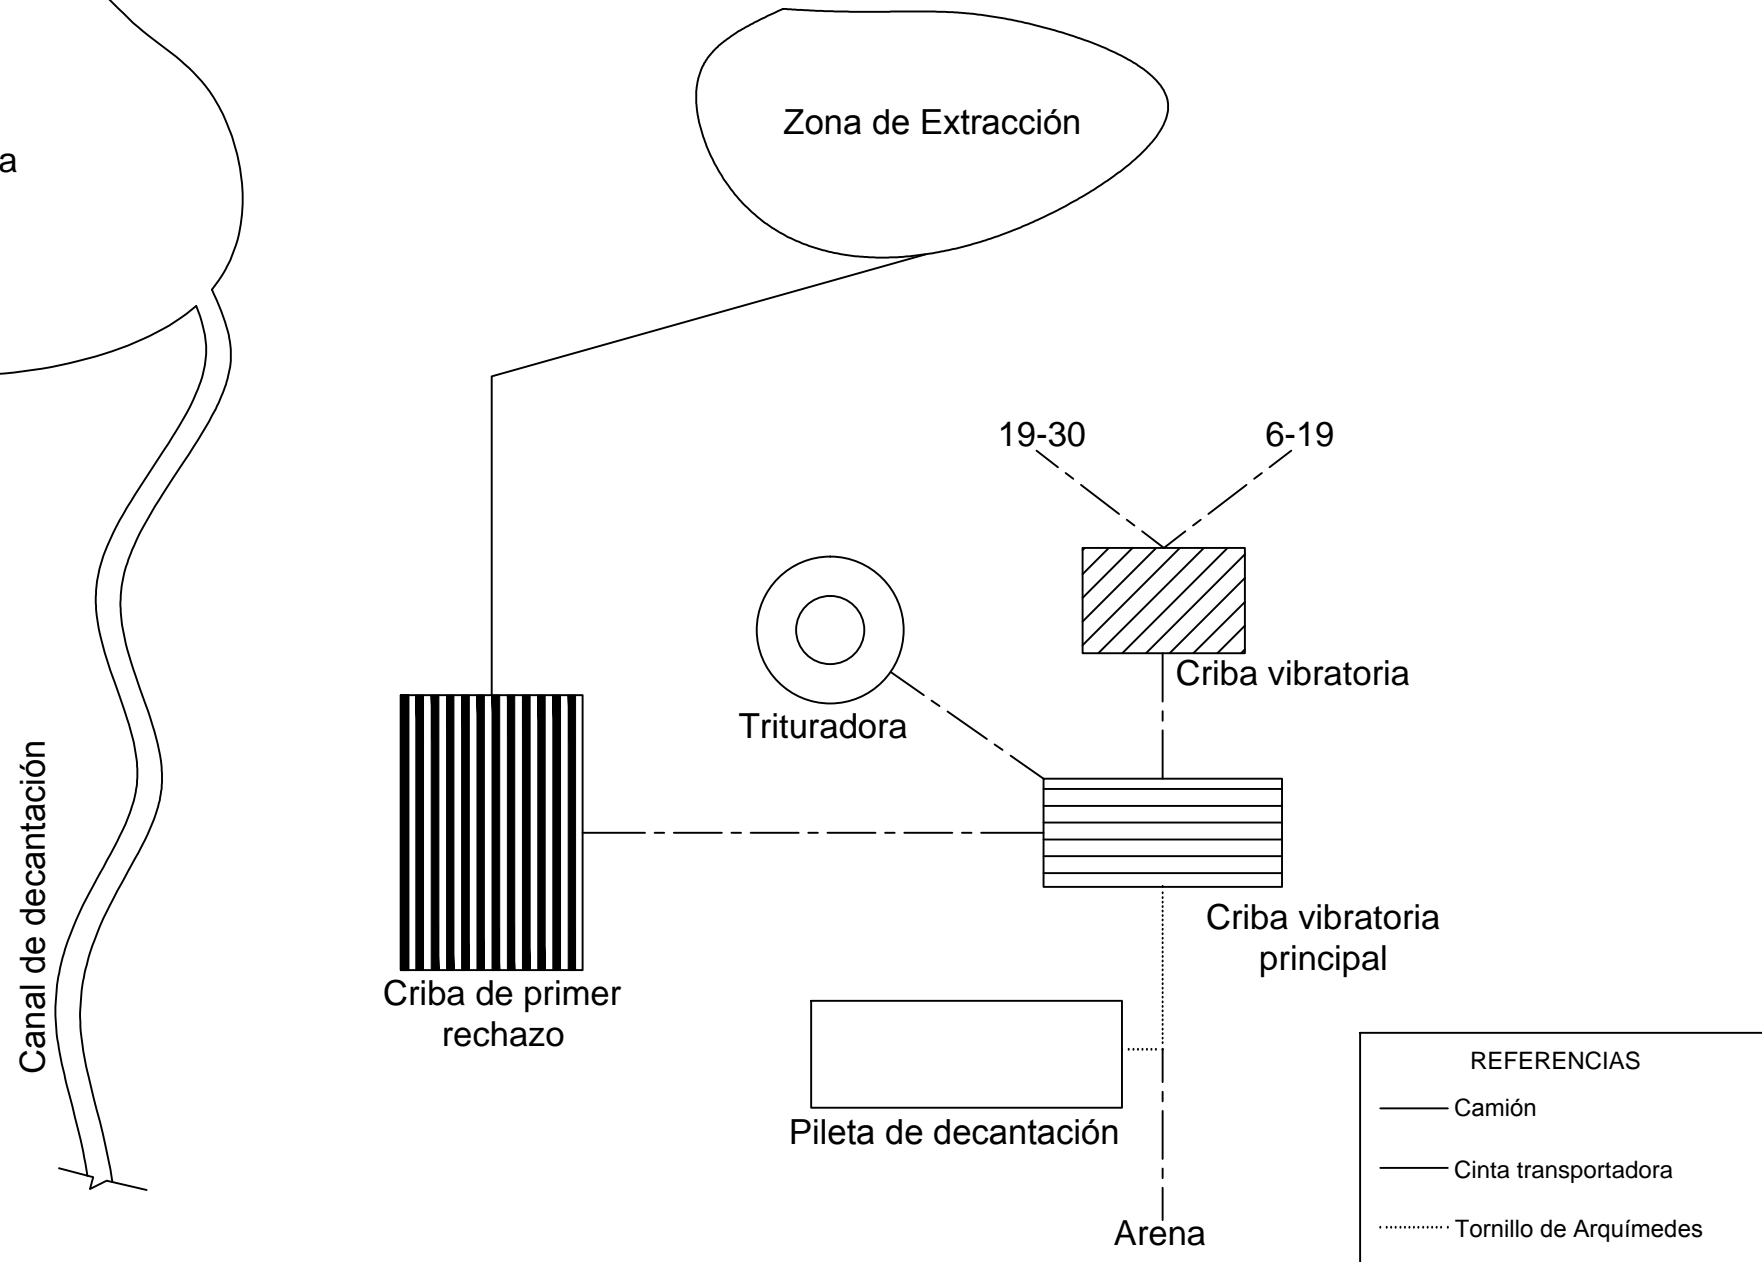 Zona de Extracción
a
19-30
6-19
Criba vibratoria
Trituradora
Canal de decantación
Criba vibratoria
principal
Criba de primer
rechazo
REFERENCIAS
Camión
Pileta de decantación
Cinta transportadora
Arena
Tornillo de Arquímedes